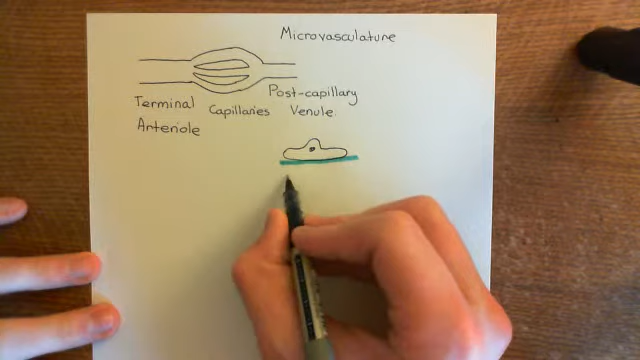 Microvasculature
Post-capillary
Terminal Capillaries Venule
Arteriole